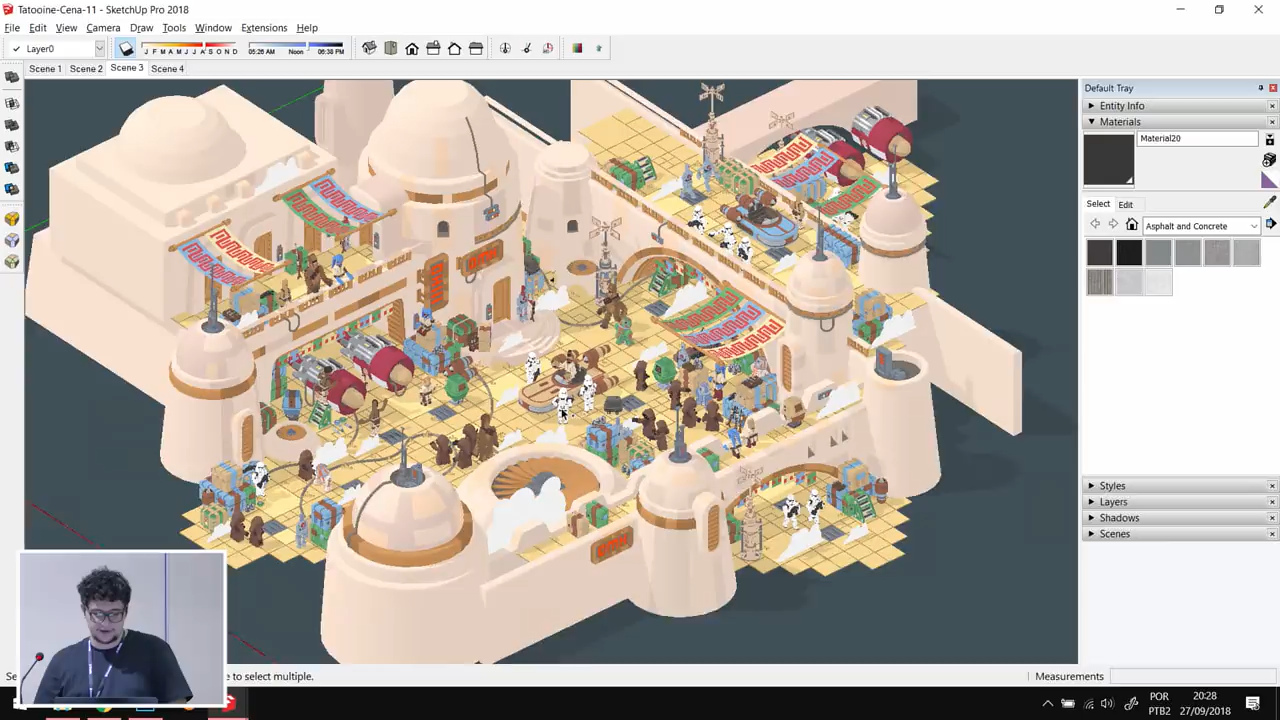 Tatooine-Cena-11 - SketchUp Pro 2018
File Edit View Camera Draw Tools Window Extensions Help
Layer0
J F M A M J J A S O N D
05:26 AM Noon 06:38 PM
Scene 1 Scene 2 Scene 3 Scene 4
Default Tray
Entity Info
Materials
Material20
Select Edit
Asphalt and Concrete
Styles
Layers
Shadows
Scenes
e to select multiple.
Measurements
POR
PTB2
20:28
27/09/2018